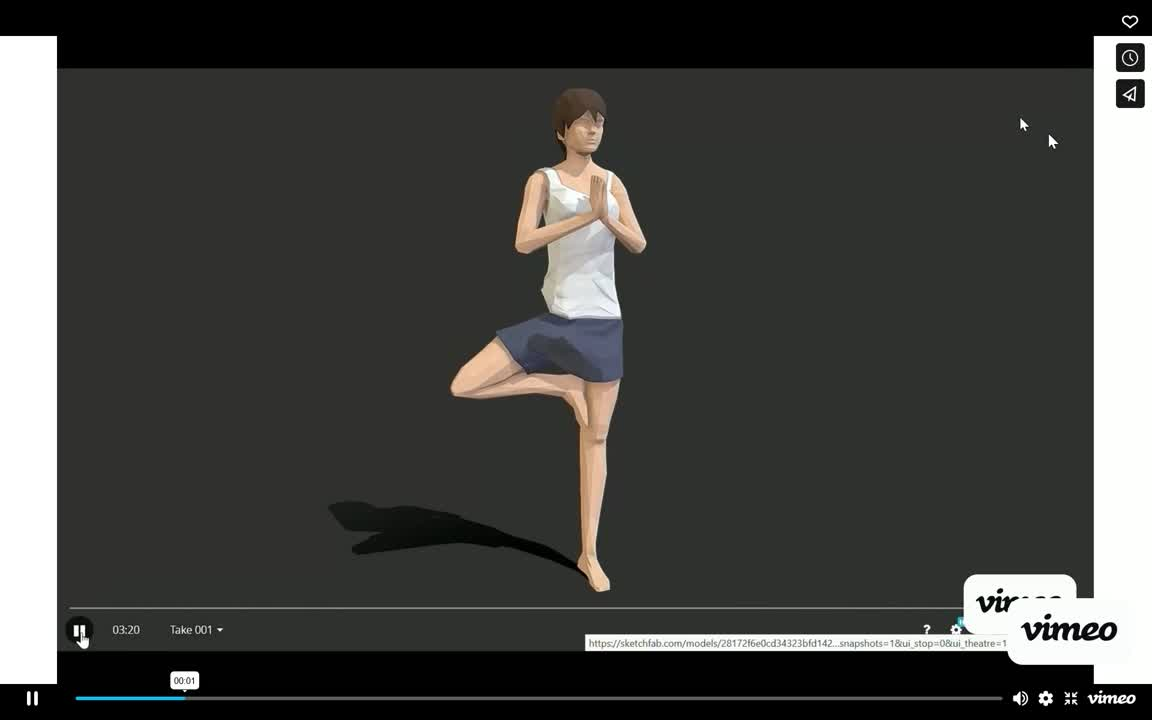 03:20
Take 001
?
vimeo
https://sketchfab.com/models/28172f6e0cd34323bfd142...snapshots=1&ui_stop=0&ui_theatre=1
vimeo
00:01
vimeo